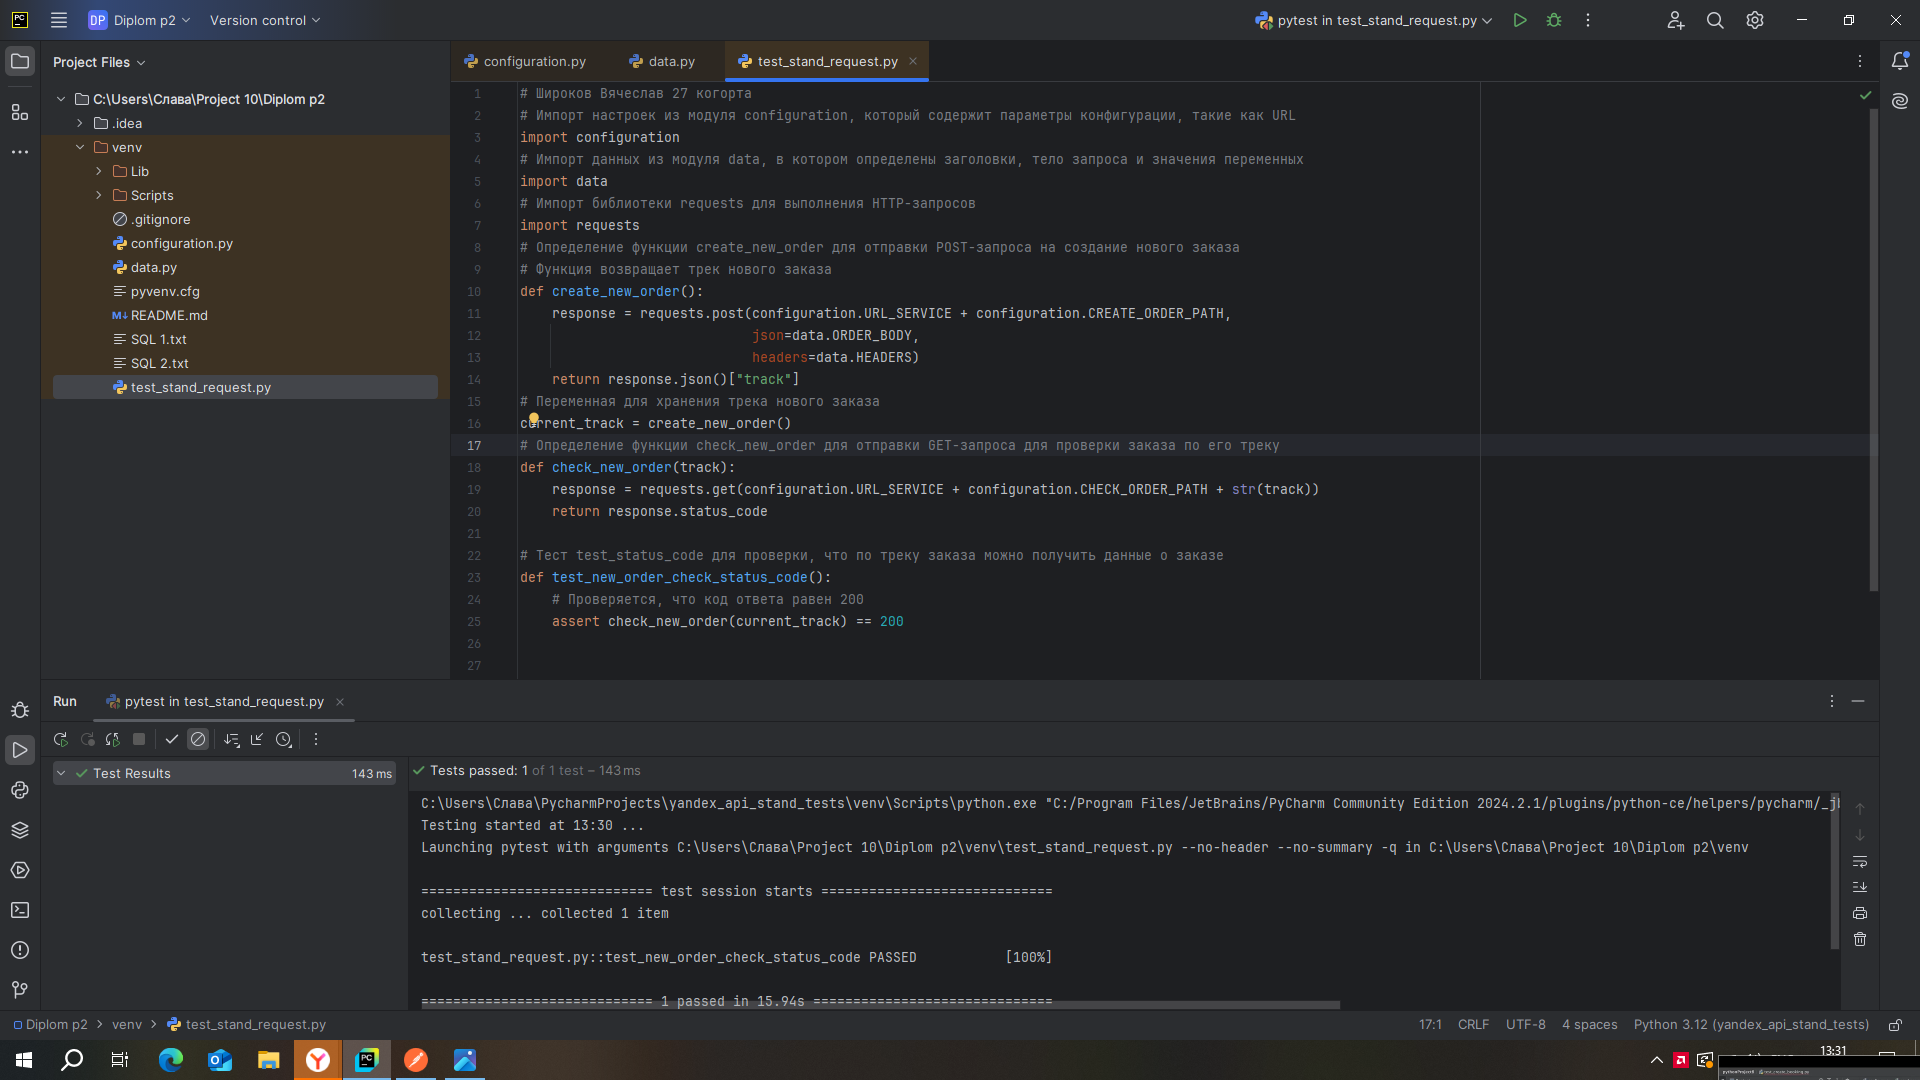 PC
DP Diplom p2 Version control pytest in test_stand_request.py
Project Files
C:\Users\Слава\Project 10\Diplom p2
.idea
venv
Lib
Scripts
.gitignore
configuration.py
data.py
pyvenv.cfg
M↓ README.md
SQL 1.txt
SQL 2.txt
test_stand_request.py
configuration.py data.py test_stand_request.py
1 # Широков Вячеслав 27 когорта
2 # Импорт настроек из модуля configuration, который содержит параметры конфигурации, такие как URL
3 import configuration
4 # Импорт данных из модуля data, в котором определены заголовки, тело запроса и значения переменных
5 import data
6 # Импорт библиотеки requests для выполнения HTTP-запросов
7 import requests
8 # Определение функции create_new_order для отправки POST-запроса на создание нового заказа
9 # Функция возвращает трек нового заказа
10 def create_new_order():
11 response = requests.post(configuration.URL_SERVICE + configuration.CREATE_ORDER_PATH,
12 json=data.ORDER_BODY,
13 headers=data.HEADERS)
14 return response.json()["track"]
15 # Переменная для хранения трека нового заказа
16 current_track = create_new_order()
17 # Определение функции check_new_order для отправки GET-запроса для проверки заказа по его треку
18 def check_new_order(track):
19 response = requests.get(configuration.URL_SERVICE + configuration.CHECK_ORDER_PATH + str(track))
20 return response.status_code
21
22 # Тест test_status_code для проверки, что по треку заказа можно получить данные о заказе
23 def test_new_order_check_status_code():
24 # Проверяется, что код ответа равен 200
25 assert check_new_order(current_track) == 200
26
27
Run pytest in test_stand_request.py
Test Results 143 ms
Tests passed: 1 of 1 test – 143 ms
C:\Users\Слава\PycharmProjects\yandex_api_stand_tests\venv\Scripts\python.exe "C:/Program Files/JetBrains/PyCharm Community Edition 2024.2.1/plugins/python-ce/helpers/pycharm/_j
Testing started at 13:30 ...
Launching pytest with arguments C:\Users\Слава\Project 10\Diplom p2\venv\test_stand_request.py --no-header --no-summary -q in C:\Users\Слава\Project 10\Diplom p2\venv
============================= test session starts =============================
collecting ... collected 1 item
test_stand_request.py::test_new_order_check_status_code PASSED [100%]
============================= 1 passed in 15.94s ==============================
Diplom p2 > venv > test_stand_request.py
17:1 CRLF UTF-8 4 spaces Python 3.12 (yandex_api_stand_tests)
13:31